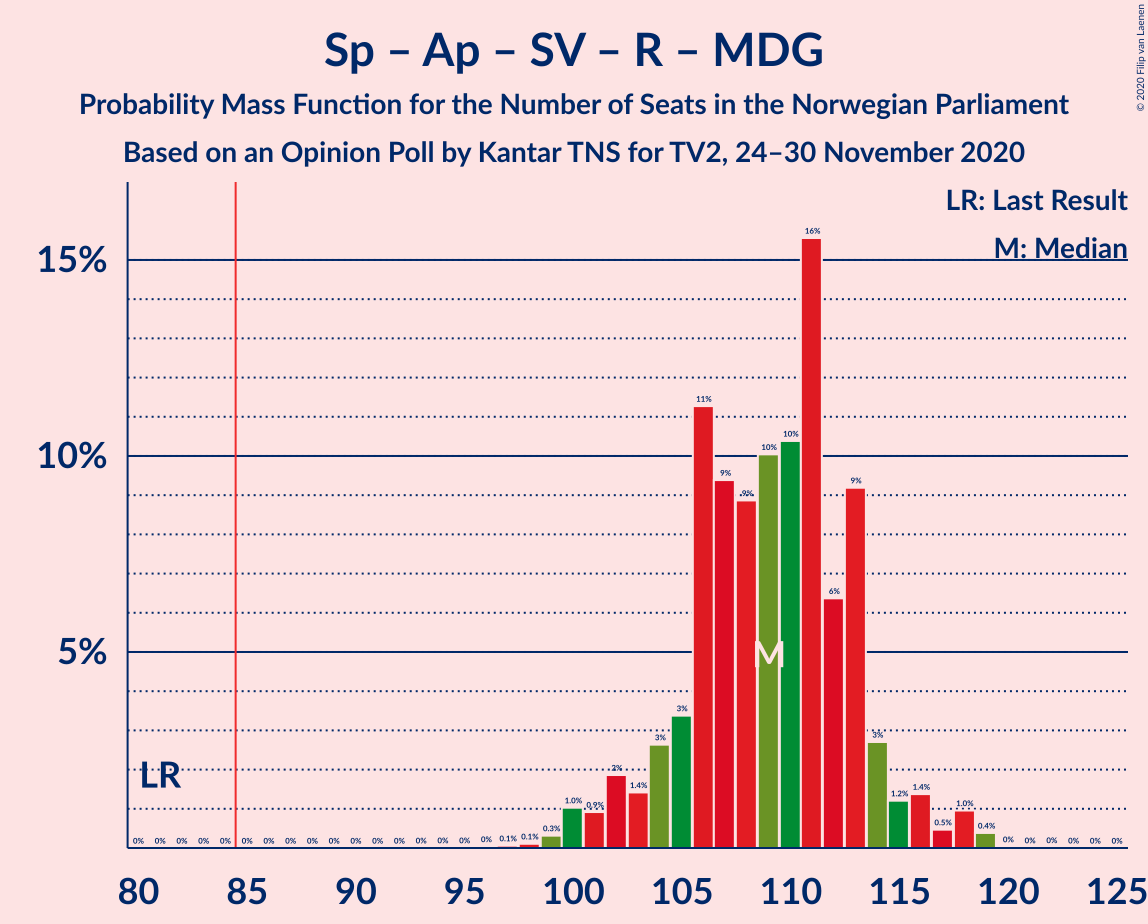 Sp – Ap – SV – R – MDG
Probability Mass Function for the Number of Seats in the Norwegian Parliament
Based on an Opinion Poll by Kantar TNS for TV2, 24–30 November 2020
© 2020 Filip van Laenen
LR: Last Result
M: Median
15%
10%
5%
LR
M
0% 0% 0% 0% 0% 0% 0% 0% 0% 0% 0% 0% 0% 0% 0% 0% 0% 0.1% 0.1% 0.3% 1.0% 0.9% 2% 1.4% 3% 3% 11% 9% 9% 10% 10% 16% 6% 9% 3% 1.2% 1.4% 0.5% 1.0% 0.4% 0% 0% 0% 0% 0% 0%
80 85 90 95 100 105 110 115 120 125